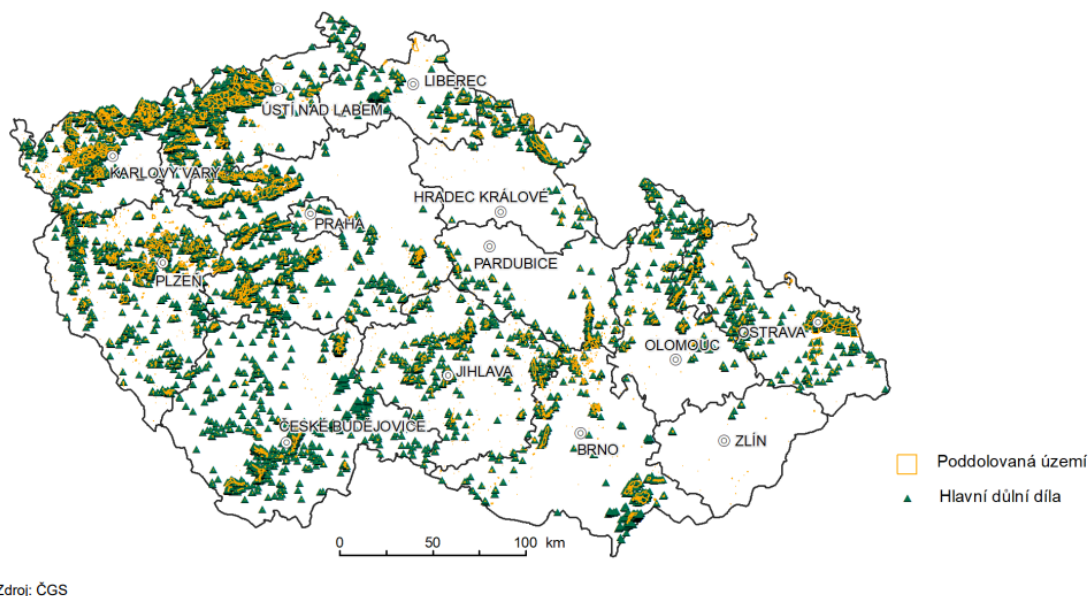 LIBEREC
ÚSTÍ NAD LABEM
KARLOVY VARY
HRADEC KRÁLOVÉ
PRAHA
PARDUBICE
PLZEŇ
OSTRAVA
OLOMOUC
JIHLAVA
ČESKÉ BUDĚJOVICE
ZLÍN
BRNO
Poddolovaná území
Hlavní důlní díla
0 50 100 km
Zdroj: ČGS